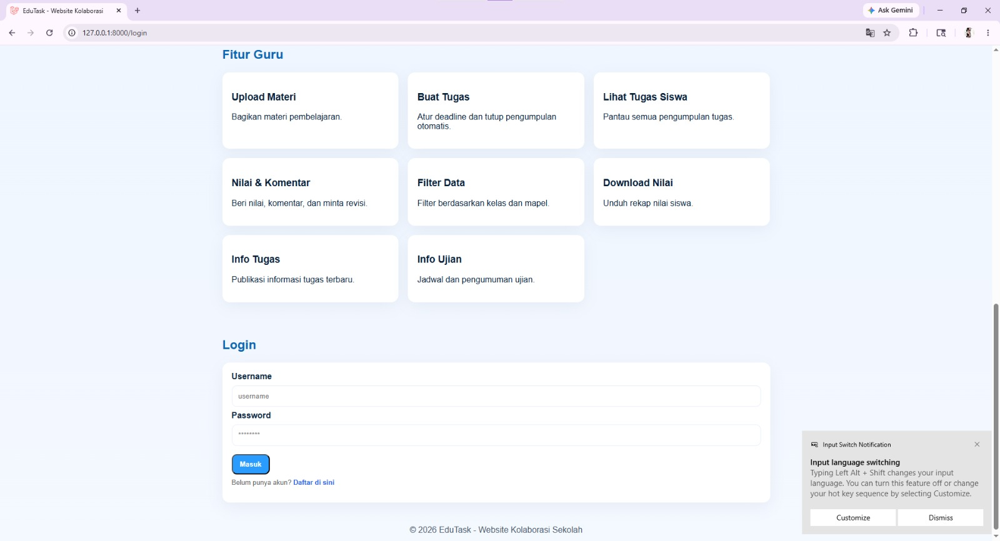 EduTask - Website Kolaborasi
Ask Gemini
127.0.0.1:8000/login
Fitur Guru
Upload Materi
Bagikan materi pembelajaran.
Buat Tugas
Atur deadline dan tutup pengumpulan
otomatis.
Lihat Tugas Siswa
Pantau semua pengumpulan tugas.
Nilai & Komentar
Beri nilai, komentar, dan minta revisi.
Filter Data
Filter berdasarkan kelas dan mapel.
Download Nilai
Unduh rekap nilai siswa.
Info Tugas
Publikasi informasi tugas terbaru.
Info Ujian
Jadwal dan pengumuman ujian.
Login
Username
username
Password
********
Masuk
Belum punya akun? Daftar di sini
© 2026 EduTask - Website Kolaborasi Sekolah
Input Switch Notification
Input language switching
Typing Left Alt + Shift changes your input
language. You can turn this feature off or change
your hot key sequence by selecting Customize.
Customize
Dismiss